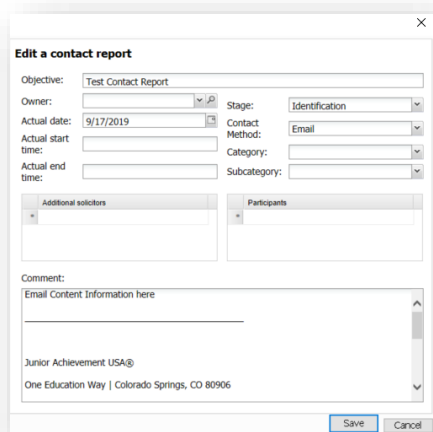 Edit a contact report
Objective: Test Contact Report
Owner:
Stage: Identification
Actual date: 9/17/2019
Contact Method: Email
Actual start time:
Category:
Actual end time:
Subcategory:
Additional solicitors
Participants
*
*
Comment:
Email Content Information here
Junior Achievement USA®
One Education Way | Colorado Springs, CO 80906
Save Cancel